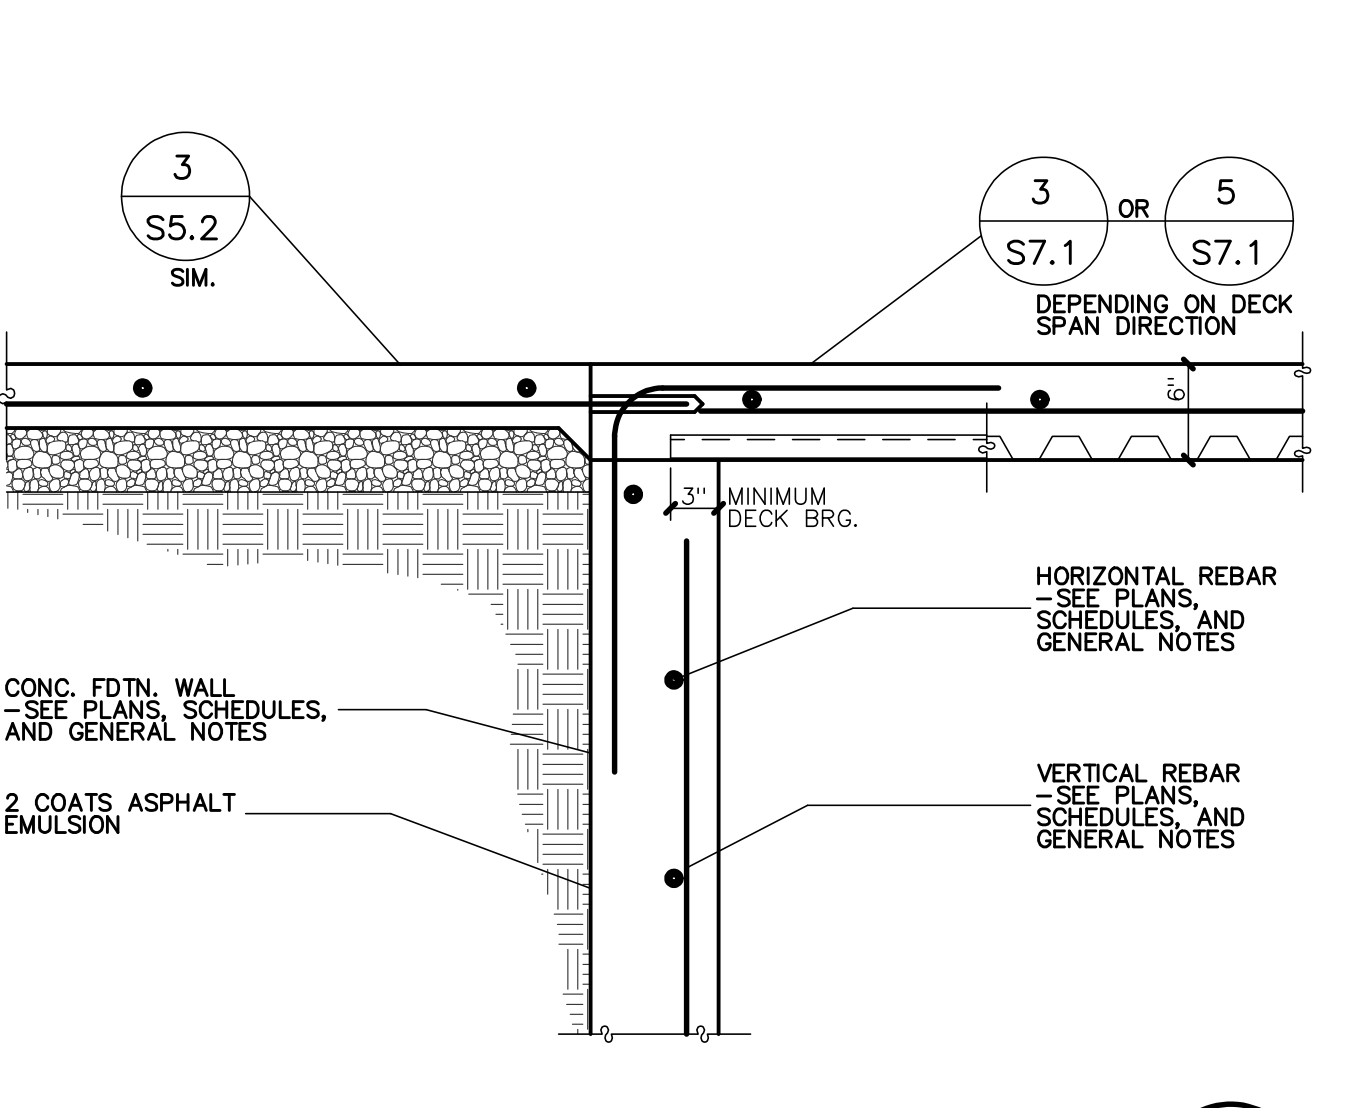 3
S5.2
SIM.
3
S7.1
OR
5
S7.1
DEPENDING ON DECK
SPAN DIRECTION
6"
3"
MINIMUM
DECK BRG.
HORIZONTAL REBAR
-SEE PLANS,
SCHEDULES, AND
GENERAL NOTES
CONC. FDTN. WALL
-SEE PLANS, SCHEDULES,
AND GENERAL NOTES
2 COATS ASPHALT
EMULSION
VERTICAL REBAR
-SEE PLANS,
SCHEDULES, AND
GENERAL NOTES